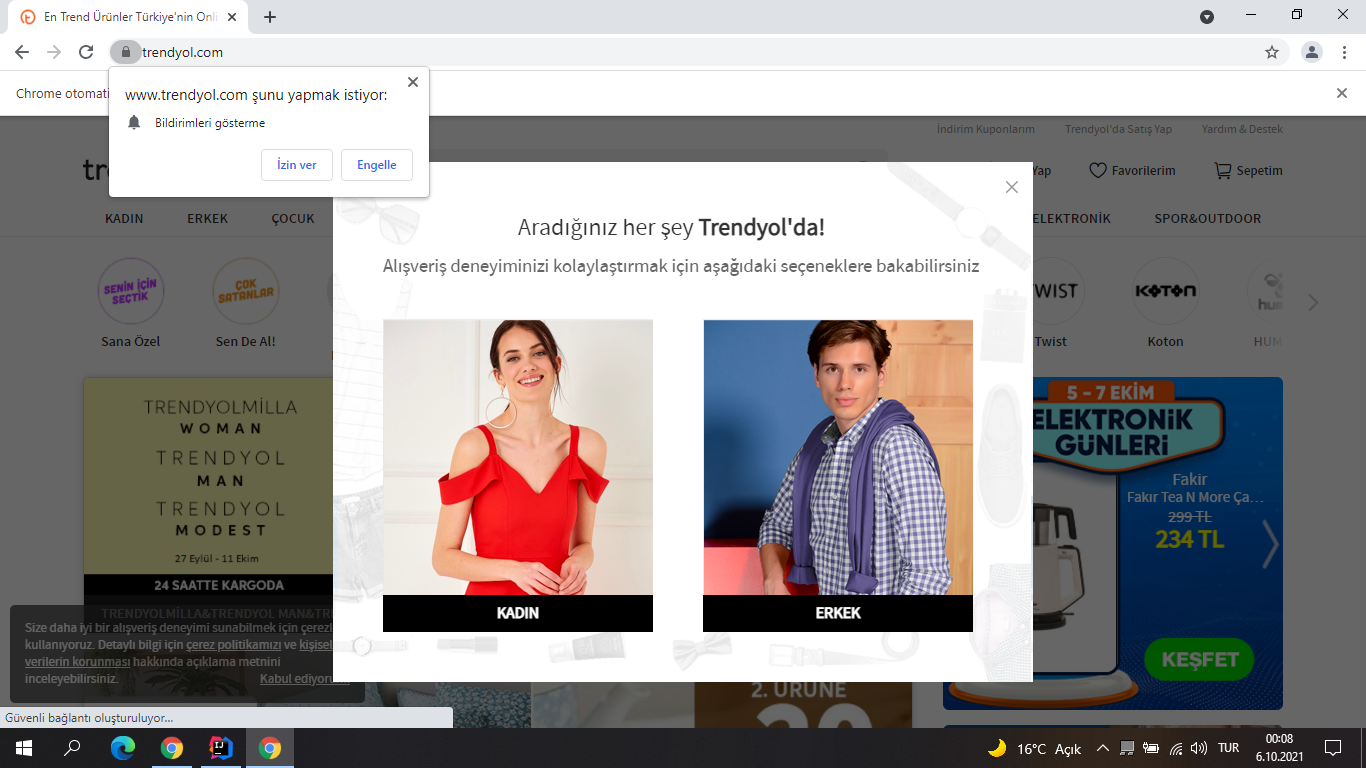 En Trend Ürünler Türkiye'nin Onli
trendyol.com
Chrome otomati
www.trendyol.com şunu yapmak istiyor:
Bildirimleri gösterme
İzin ver
Engelle
İndirim Kuponlarım
Trendyol'da Satış Yap
Yardım & Destek
tre
Yap
Favorilerim
Sepetim
KADIN
ERKEK
ÇOCUK
ELEKTRONİK
SPOR&OUTDOOR
Aradığınız her şey Trendyol'da!
Alışveriş deneyiminizi kolaylaştırmak için aşağıdaki seçeneklere bakabilirsiniz
KADIN
ERKEK
SENİN İÇİN
SEÇTİK
ÇOK
SATANLAR
TWIST
KOTON
hum
Sana Özel
Sen De Al!
Twist
Koton
HUM
TRENDYOLMİLLA
WOMAN
TRENDYOL
MAN
TRENDYOL
MODEST
27 Eylül - 11 Ekim
24 SAATTE KARGODA
TRENDYOLMİLLA&TRENDYOL MAN&TRE
5 - 7 EKİM
ELEKTRONİK
GÜNLERİ
Fakir
Fakır Tea N More Ça...
299 TL
234 TL
KEŞFET
Size daha iyi bir alışveriş deneyimi sunabilmek için çerezl
kullanıyoruz. Detaylı bilgi için çerez politikamızı ve kişisel
verilerin korunması hakkında açıklama metnini
inceleyebilirsiniz.
Kabul ediyorum
2. ÜRÜNE
Güvenli bağlantı oluşturuluyor...
16°C Açık
TUR
00:08
6.10.2021